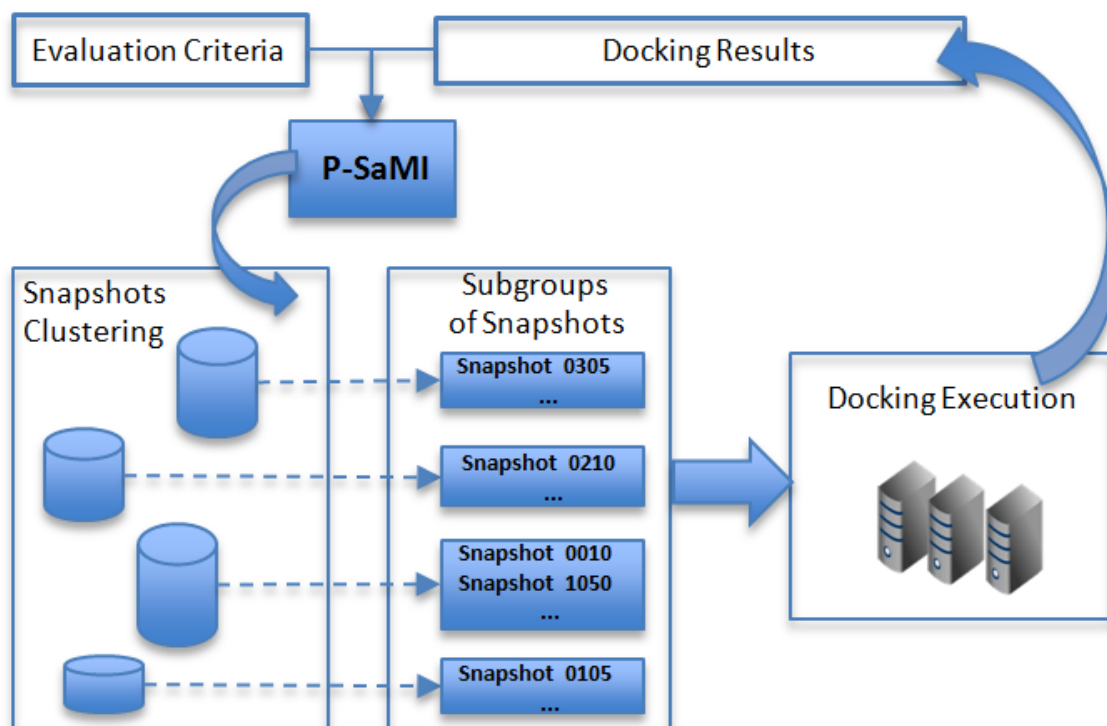 Evaluation Criteria
Docking Results
P-SaMI
Snapshots
Clustering
Subgroups
of Snapshots
Snapshot 0305
...
Snapshot 0210
...
Snapshot 0010
Snapshot 1050
...
Snapshot 0105
...
Docking Execution